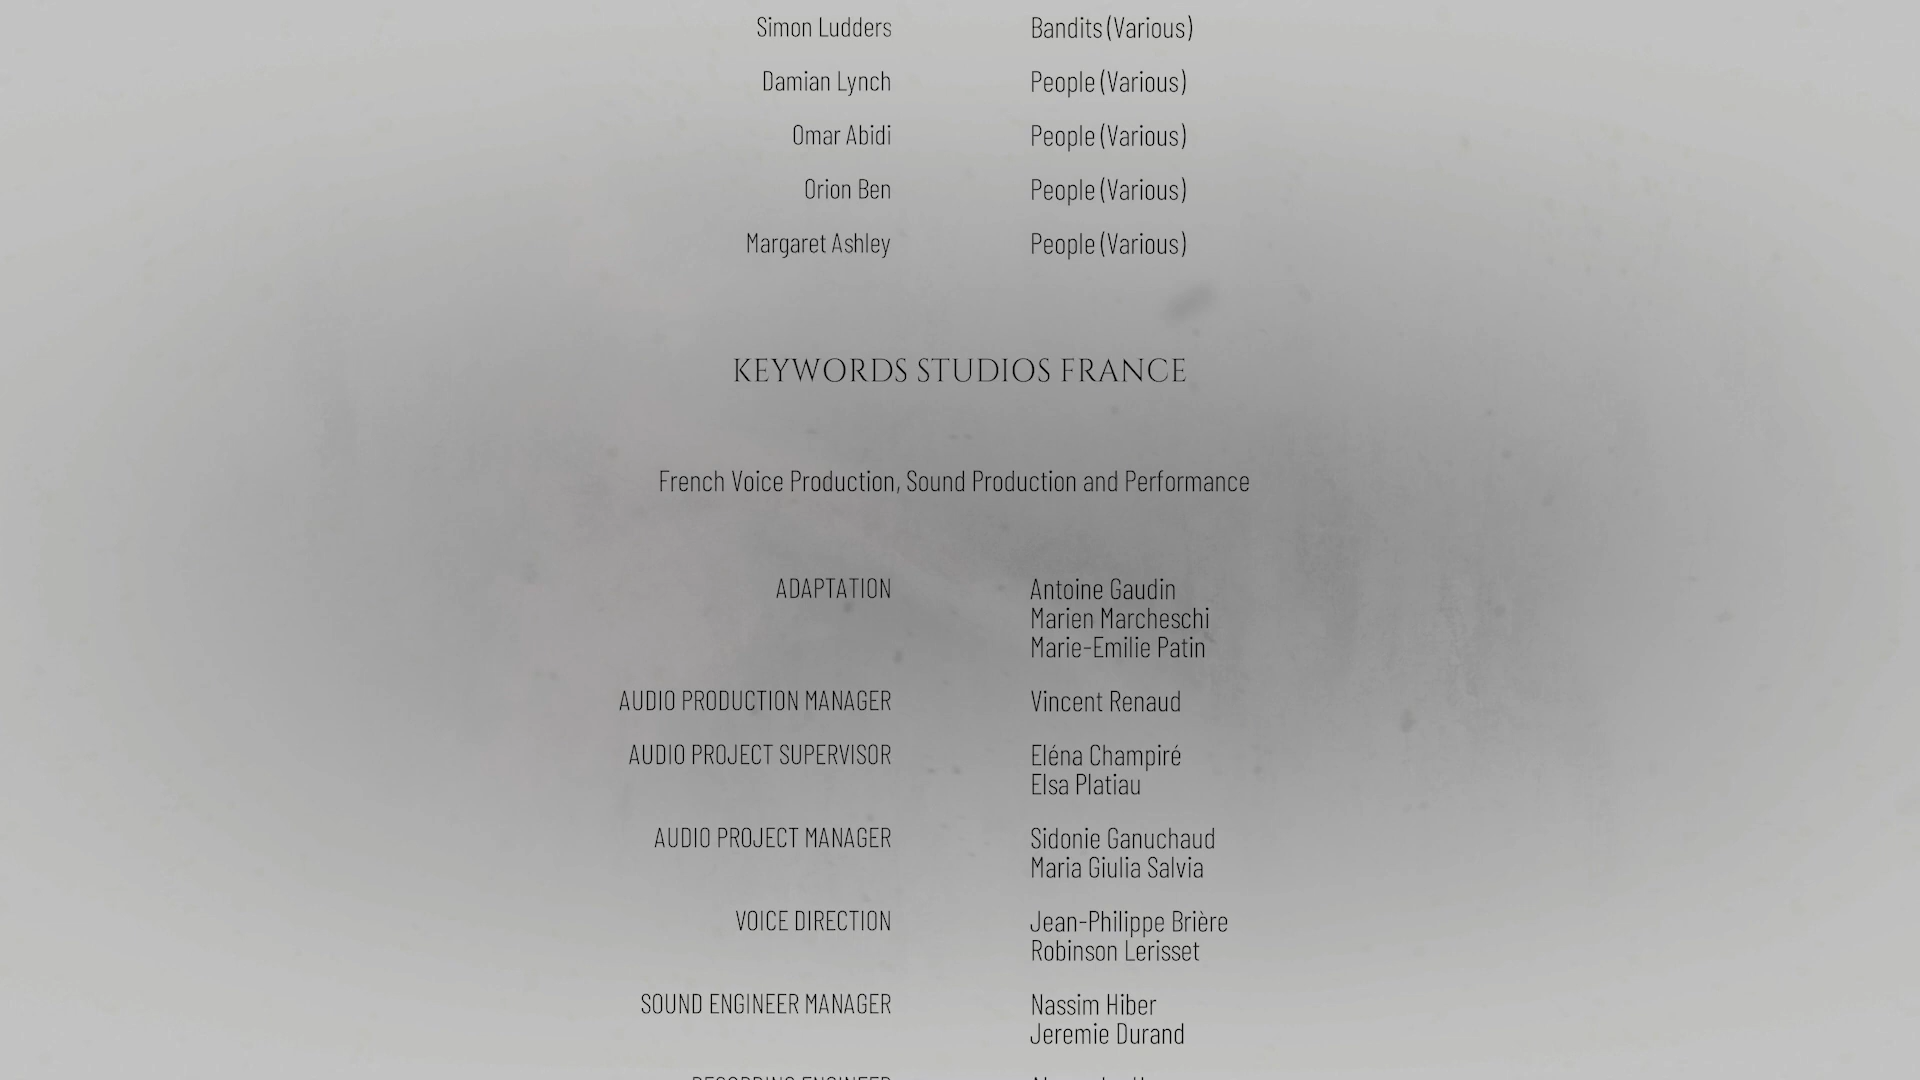 Simon Ludders Bandits (Various)
Damian Lynch People (Various)
Omar Abidi People (Various)
Orion Ben People (Various)
Margaret Ashley People (Various)
KEYWORDS STUDIOS FRANCE
French Voice Production, Sound Production and Performance
ADAPTATION Antoine Gaudin
Marien Marcheschi
Marie-Emilie Patin
AUDIO PRODUCTION MANAGER Vincent Renaud
AUDIO PROJECT SUPERVISOR Eléna Champiré
Elsa Platiau
AUDIO PROJECT MANAGER Sidonie Ganuchaud
Maria Giulia Salvia
VOICE DIRECTION Jean-Philippe Brière
Robinson Lerisset
SOUND ENGINEER MANAGER Nassim Hiber
Jeremie Durand
RECORDING ENGINEER